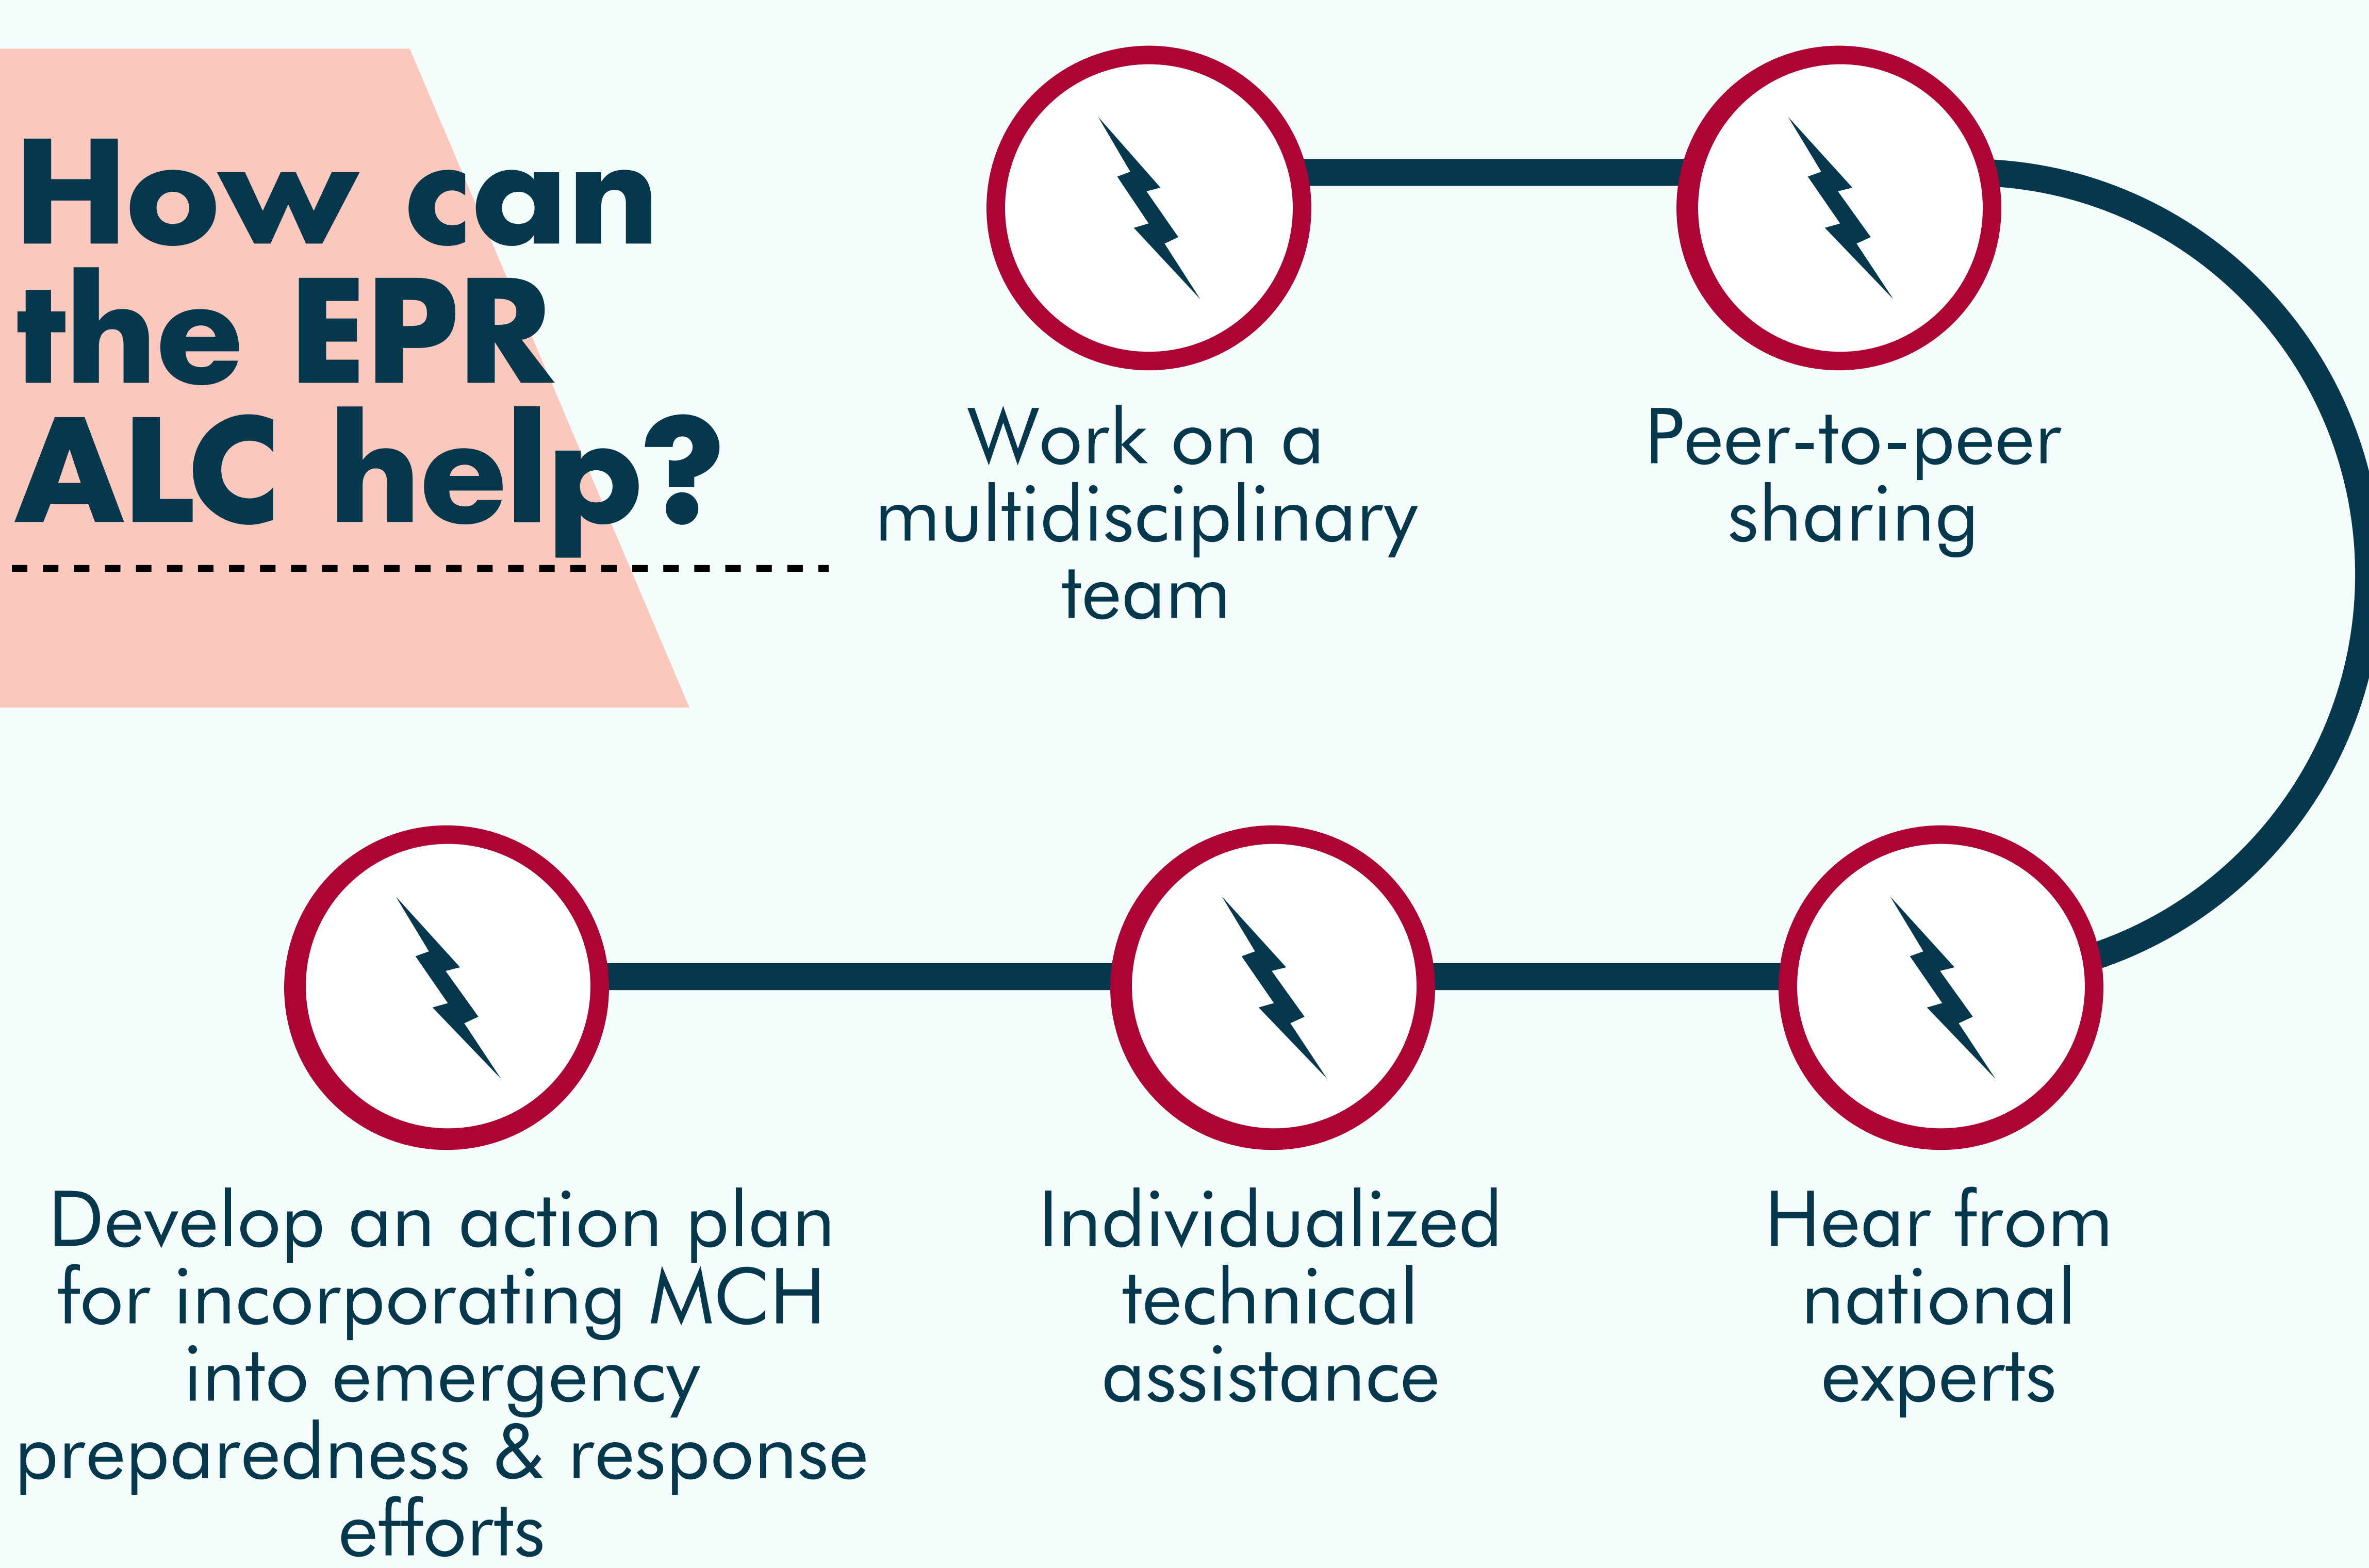 How can
the EPR
ALC help?
Work on a
multidisciplinary
team
Peer-to-peer
sharing
Hear from
national
experts
Individualized
technical
assistance
Develop an action plan
for incorporating MCH
into emergency
preparedness & response
efforts